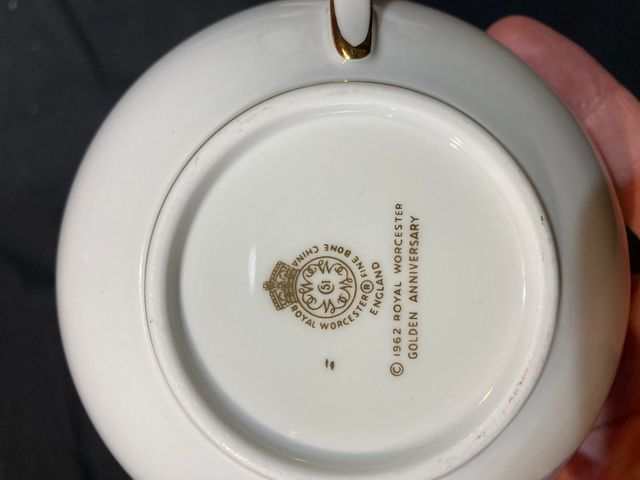 FINE BONE CHINA
51
ROYAL WORCESTER®
ENGLAND
© 1962 ROYAL WORCESTER
GOLDEN ANNIVERSARY